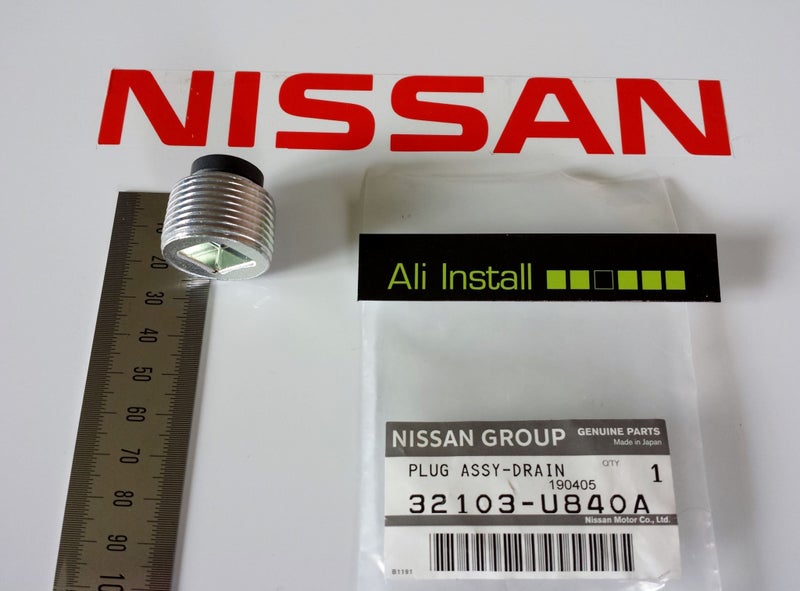 NISSAN
Ali Install
20
30
40
50
60
70
80
90
NISSAN GROUP
GENUINE PARTS
Made in Japan
PLUG ASSY-DRAIN
Q'TY
1
190405
32103-U840A
Nissan Motor Co., Ltd.
B1191